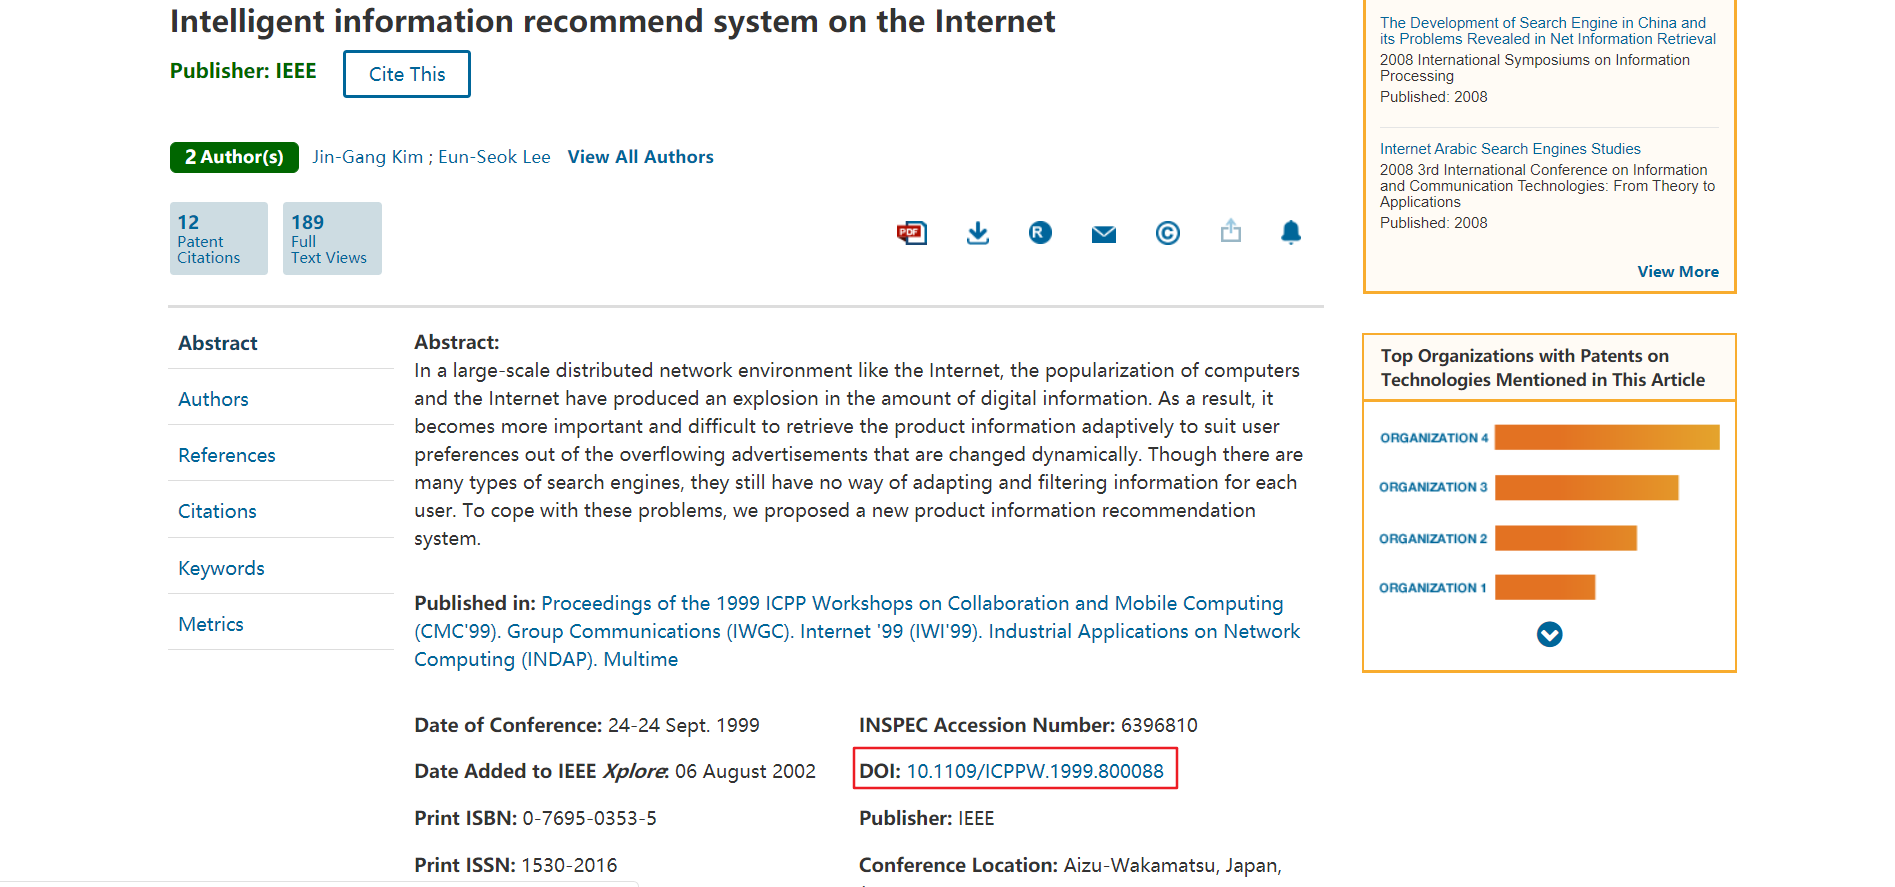 Intelligent information recommend system on the Internet
Publisher: IEEE
Cite This
2 Author(s)
Jin-Gang Kim ; Eun-Seok Lee
View All Authors
12
Patent
Citations
189
Full
Text Views
PDF
R
©
Abstract
Authors
References
Citations
Keywords
Metrics
Abstract:
In a large-scale distributed network environment like the Internet, the popularization of computers
and the Internet have produced an explosion in the amount of digital information. As a result, it
becomes more important and difficult to retrieve the product information adaptively to suit user
preferences out of the overflowing advertisements that are changed dynamically. Though there are
many types of search engines, they still have no way of adapting and filtering information for each
user. To cope with these problems, we proposed a new product information recommendation
system.
Published in: Proceedings of the 1999 ICPP Workshops on Collaboration and Mobile Computing
(CMC'99). Group Communications (IWGC). Internet '99 (IWI'99). Industrial Applications on Network
Computing (INDAP). Multime
Date of Conference: 24-24 Sept. 1999
Date Added to IEEE Xplore: 06 August 2002
Print ISBN: 0-7695-0353-5
Print ISSN: 1530-2016
INSPEC Accession Number: 6396810
DOI: 10.1109/ICPPW.1999.800088
Publisher: IEEE
Conference Location: Aizu-Wakamatsu, Japan,
The Development of Search Engine in China and
its Problems Revealed in Net Information Retrieval
2008 International Symposiums on Information
Processing
Published: 2008
Internet Arabic Search Engines Studies
2008 3rd International Conference on Information
and Communication Technologies: From Theory to
Applications
Published: 2008
View More
Top Organizations with Patents on
Technologies Mentioned in This Article
ORGANIZATION 4
ORGANIZATION 3
ORGANIZATION 2
ORGANIZATION 1